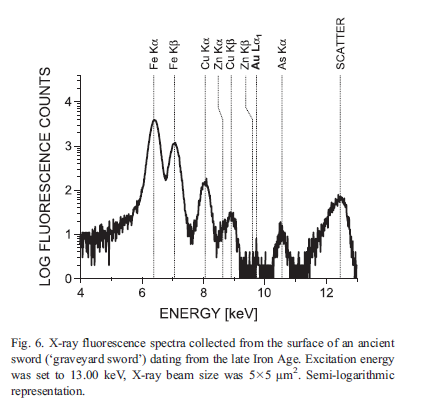 Fe Kα
Fe Kβ
Cu Kα
Zn Kα
Cu Kβ
Zn Kβ
Au Lα₁
As Kα
SCATTER
LOG FLUORESCENCE COUNTS
4
3
2
1
0
4 6 8 10 12
ENERGY [keV]
Fig. 6. X-ray fluorescence spectra collected from the surface of an ancient
sword (‘graveyard sword’) dating from the late Iron Age. Excitation energy
was set to 13.00 keV, X-ray beam size was 5×5 μm². Semi-logarithmic
representation.